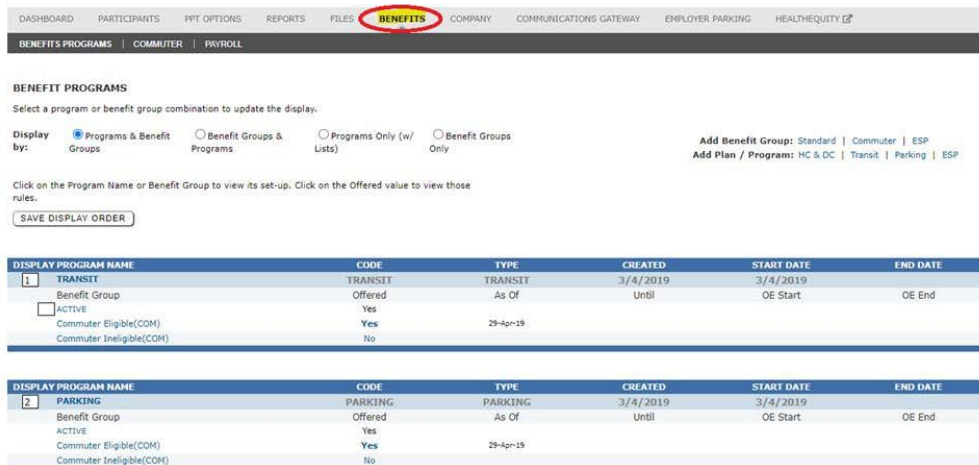 DASHBOARD PARTICIPANTS PPT OPTIONS REPORTS FILES BENEFITS COMPANY COMMUNICATIONS GATEWAY EMPLOYER PARKING HEALTHEQUITY
BENEFITS PROGRAMS | COMMUTER | PAYROLL
BENEFIT PROGRAMS
Select a program or benefit group combination to update the display.
Display by: Programs & Benefit Groups Benefit Groups & Programs Programs Only (w/ Lists) Benefit Groups Only
Add Benefit Group: Standard | Commuter | ESP
Add Plan / Program: HC & DC | Transit | Parking | ESP
Click on the Program Name or Benefit Group to view its set-up. Click on the Offered value to view those
rules.
SAVE DISPLAY ORDER
DISPLAY PROGRAM NAME CODE TYPE CREATED START DATE END DATE
1 TRANSIT TRANSIT TRANSIT 3/4/2019 3/4/2019
Benefit Group Offered As Of Until OE Start OE End
ACTIVE Yes
Commuter Eligible(COM) Yes 29-Apr-19
Commuter Ineligible(COM) No
DISPLAY PROGRAM NAME CODE TYPE CREATED START DATE END DATE
2 PARKING PARKING PARKING 3/4/2019 3/4/2019
Benefit Group Offered As Of Until OE Start OE End
ACTIVE Yes
Commuter Eligible(COM) Yes 29-Apr-19
Commuter Ineligible(COM) No